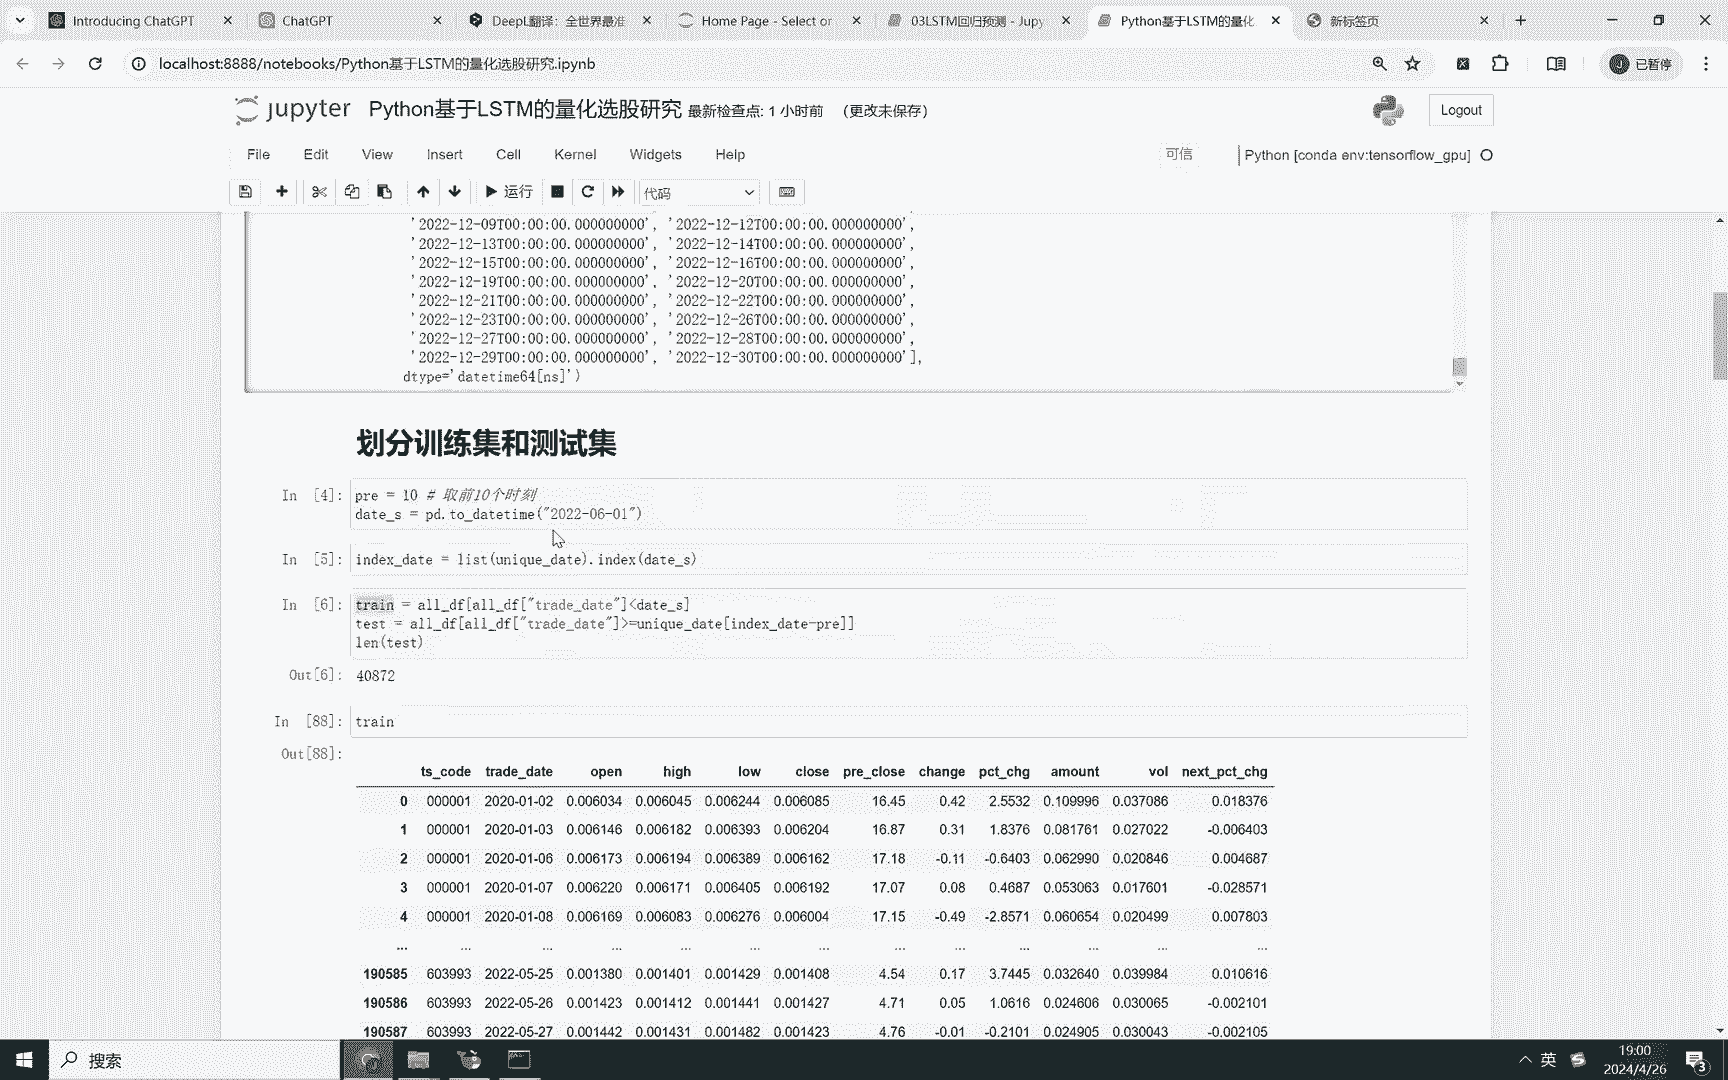 Introducing ChatGPT
ChatGPT
DeepL翻译：全世界最准
Home Page - Select or
03LSTM回归预测 - Jupy
Python基于LSTM的量化
新标签页
localhost:8888/notebooks/Python基于LSTM的量化选股研究.ipynb
已暂停
jupyter Python基于LSTM的量化选股研究 最新检查点: 1 小时前 （更改未保存）
Logout
File Edit View Insert Cell Kernel Widgets Help
可信
Python [conda env:tensorflow_gpu]
运行
代码
'2022-12-09T00:00:00.000000000', '2022-12-12T00:00:00.000000000',
'2022-12-13T00:00:00.000000000', '2022-12-14T00:00:00.000000000',
'2022-12-15T00:00:00.000000000', '2022-12-16T00:00:00.000000000',
'2022-12-19T00:00:00.000000000', '2022-12-20T00:00:00.000000000',
'2022-12-21T00:00:00.000000000', '2022-12-22T00:00:00.000000000',
'2022-12-23T00:00:00.000000000', '2022-12-26T00:00:00.000000000',
'2022-12-27T00:00:00.000000000', '2022-12-28T00:00:00.000000000',
'2022-12-29T00:00:00.000000000', '2022-12-30T00:00:00.000000000'],
dtype='datetime64[ns]')
划分训练集和测试集
In [4]: pre = 10 # 取前10个时刻
date_s = pd.to_datetime("2022-06-01")
In [5]: index_date = list(unique_date).index(date_s)
In [6]: train = all_df[all_df["trade_date"]<date_s]
test = all_df[all_df["trade_date"]>=unique_date[index_date-pre]]
len(test)
Out[6]: 40872
In [88]: train
Out[88]:
ts_code trade_date open high low close pre_close change pct_chg amount vol next_pct_chg
0 000001 2020-01-02 0.006034 0.006045 0.006244 0.006085 16.45 0.42 2.5532 0.109996 0.037086 0.018376
1 000001 2020-01-03 0.006146 0.006182 0.006393 0.006204 16.87 0.31 1.8376 0.081761 0.027022 -0.006403
2 000001 2020-01-06 0.006173 0.006194 0.006389 0.006162 17.18 -0.11 -0.6403 0.062990 0.020846 0.004687
3 000001 2020-01-07 0.006220 0.006171 0.006405 0.006192 17.07 0.08 0.4687 0.053063 0.017601 -0.028571
4 000001 2020-01-08 0.006169 0.006083 0.006276 0.006004 17.15 -0.49 -2.8571 0.060654 0.020499 0.007803
... ... ... ... ... ... ... ... ... ... ... ... ...
190585 603993 2022-05-25 0.001380 0.001401 0.001429 0.001408 4.54 0.17 3.7445 0.032640 0.039984 0.010616
190586 603993 2022-05-26 0.001423 0.001412 0.001441 0.001427 4.71 0.05 1.0616 0.024606 0.030065 -0.002101
190587 603993 2022-05-27 0.001442 0.001431 0.001482 0.001423 4.76 -0.01 -0.2101 0.024905 0.030043 -0.002105
搜索
英
19:00
2024/4/26
3